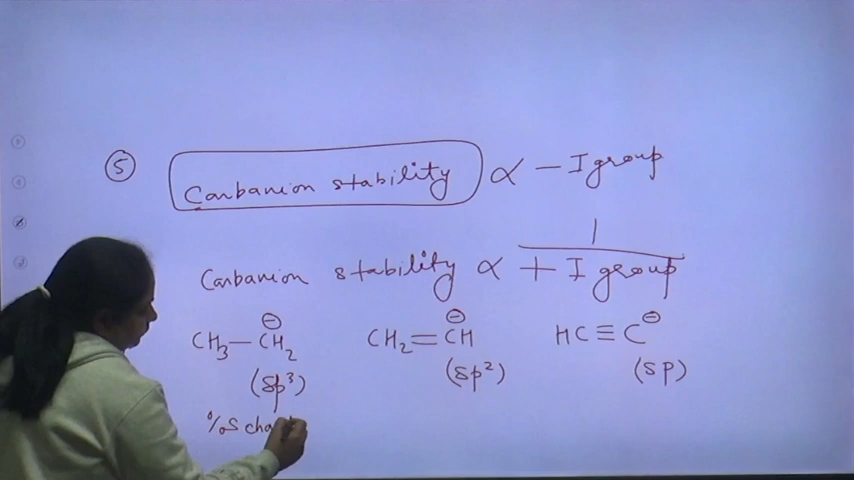 ⑤ Carbanion stability ∝ - I group
Carbanion stability ∝ 1 / + I group
CH3 - CH2⊖ CH2 = CH⊖ HC ≡ C⊖
(sp³) (sp²) (sp)
% s cha